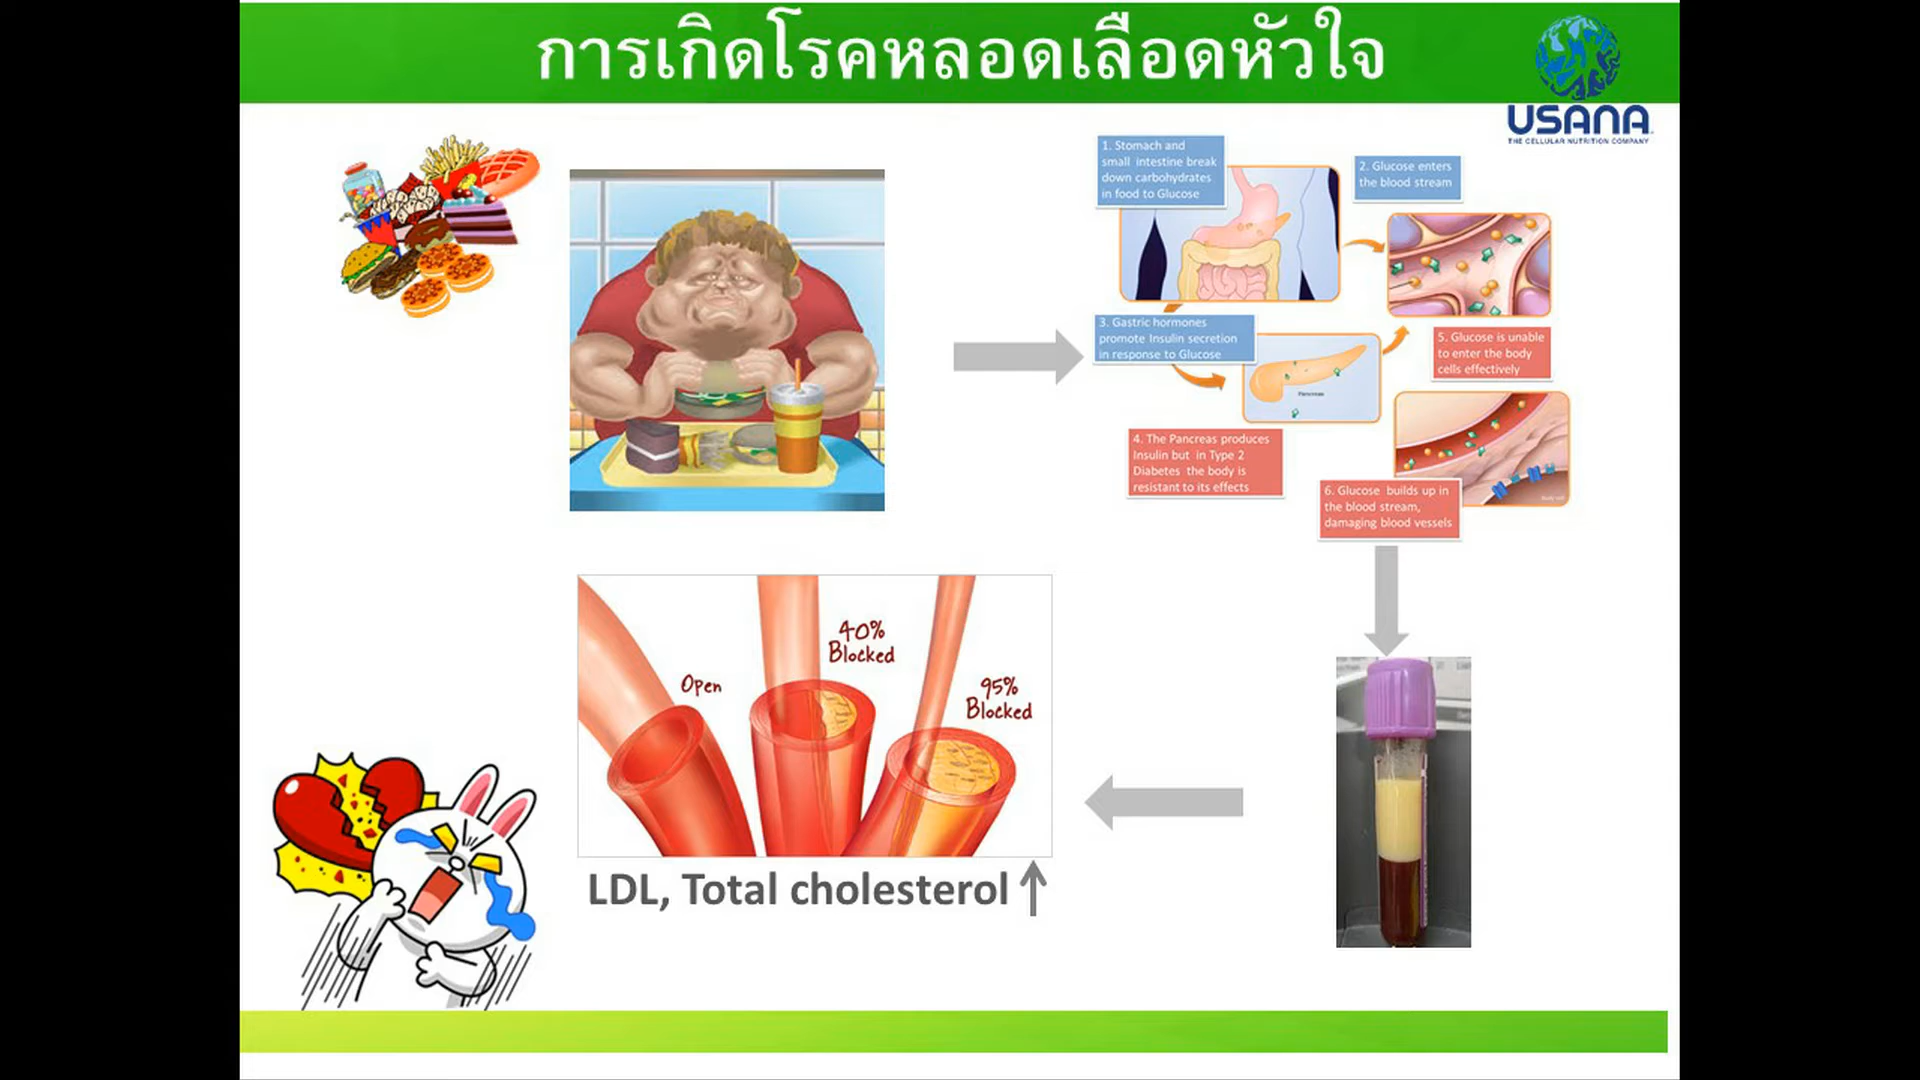 การเกิดโรคหลอดเลือดหัวใจ
USANA
THE CELLULAR NUTRITION COMPANY
1. Stomach and
small intestine break
down carbohydrates
in food to Glucose
2. Glucose enters
the blood stream
3. Gastric hormones
promote Insulin secretion
in response to Glucose
Pancreas
5. Glucose is unable
to enter the body
cells effectively
4. The Pancreas produces
Insulin but in Type 2
Diabetes the body is
resistant to its effects
6. Glucose builds up in
the blood stream,
damaging blood vessels
Body cell
Open
40%
Blocked
95%
Blocked
LDL, Total cholesterol